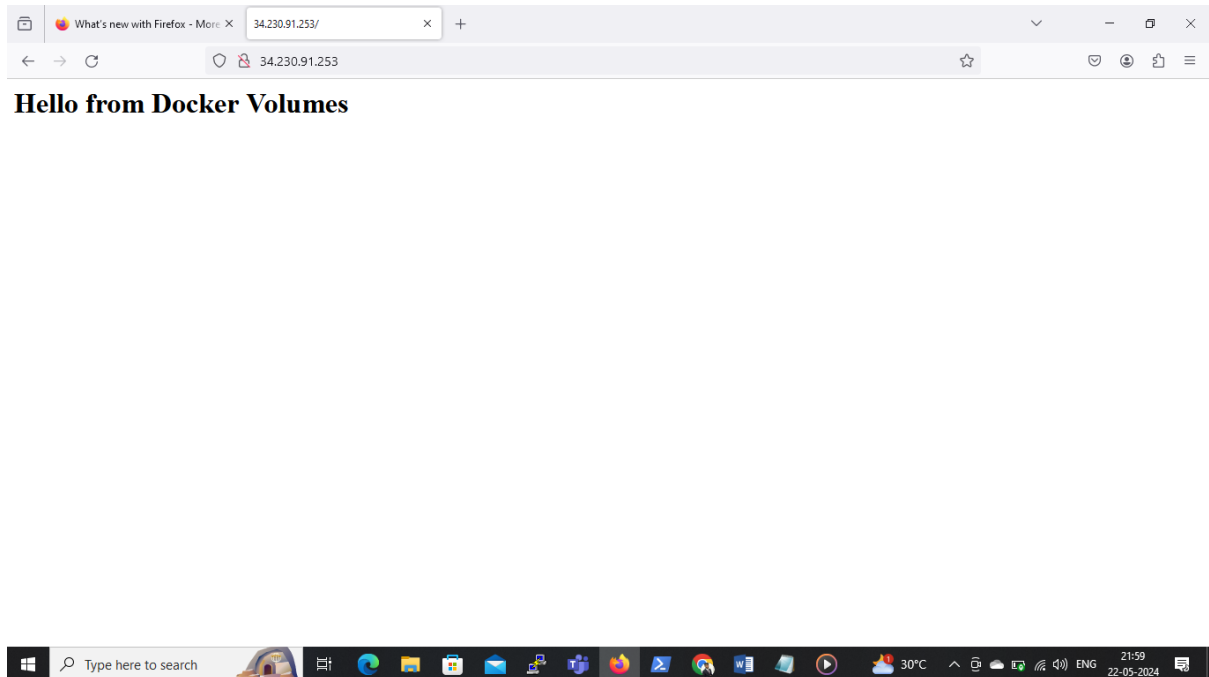 What's new with Firefox - More
34.230.91.253/
34.230.91.253
Hello from Docker Volumes
Type here to search
30°C
ENG
21:59
22-05-2024